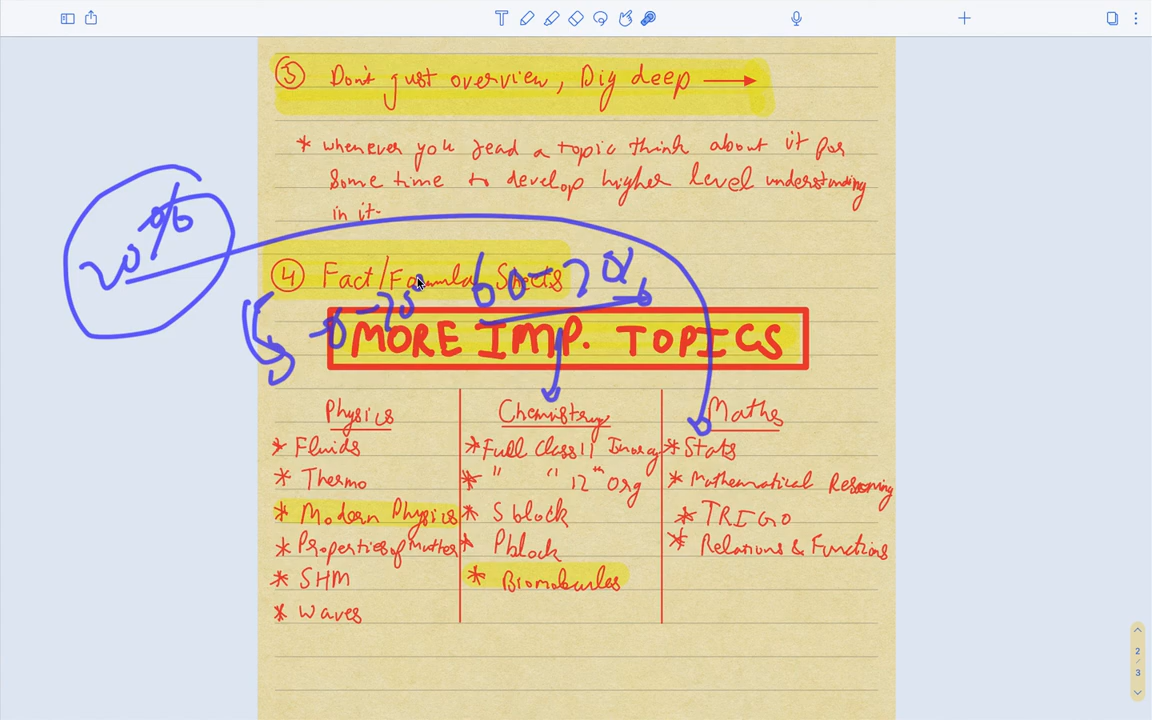 ③ Don't just overview, Dig deep →
* whenever you read a topic think about it for
some time to develop higher level understanding
in it-
20%
④ Fact/Formula Sheets
60-70
MORE IMP. TOPICS
Physics
* Fluids
* Thermo
* Modern Physics
* Properties of Matter
* SHM
* Waves
Chemistry
* Full Class 11 Inorg
* " " 12th Org
* S block
* P block
* Biomolecules
Maths
* Stats
* Mathematical Reasoning
* TRIGO
* Relations & Functions
2
/
3